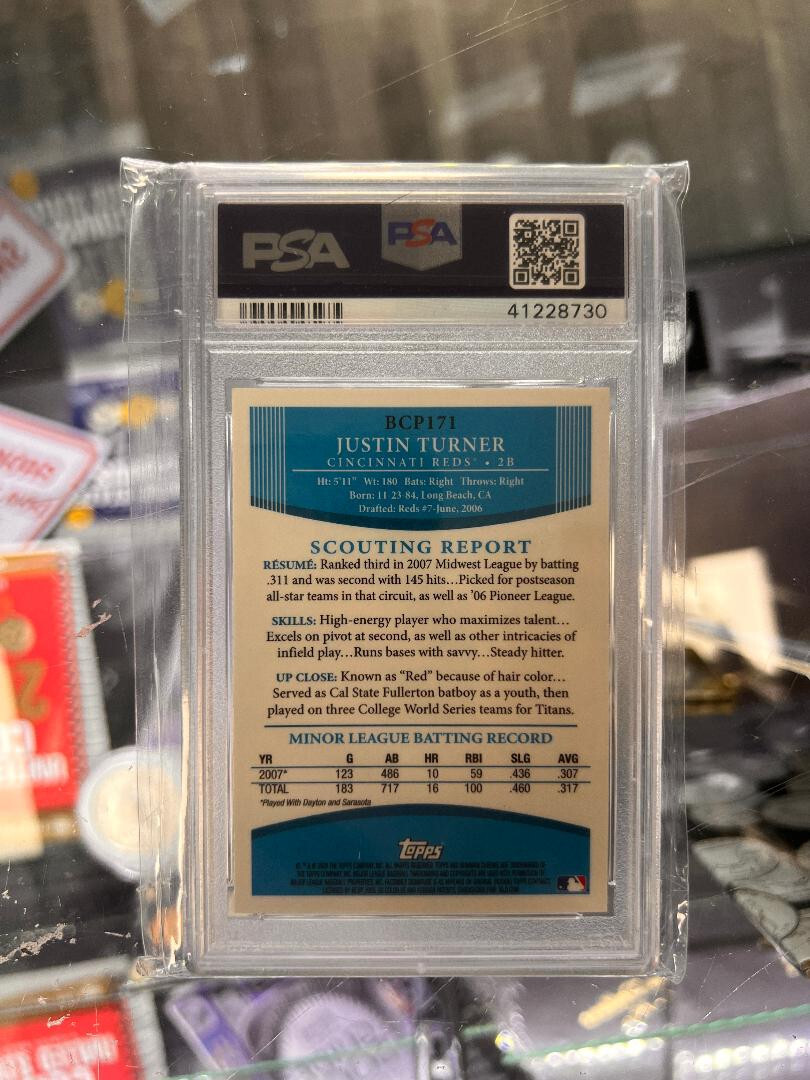 PSA
PSA
41228730
BCP171
JUSTIN TURNER
CINCINNATI REDS • 2B
Ht: 5'11" Wt: 180 Bats: Right Throws: Right
Born: 11 23 84, Long Beach, CA
Drafted: Reds #7-June, 2006
SCOUTING REPORT
RÉSUMÉ: Ranked third in 2007 Midwest League by batting
.311 and was second with 145 hits...Picked for postseason
all-star teams in that circuit, as well as '06 Pioneer League.
SKILLS: High-energy player who maximizes talent...
Excels on pivot at second, as well as other intricacies of
infield play...Runs bases with savvy...Steady hitter.
UP CLOSE: Known as "Red" because of hair color...
Served as Cal State Fullerton batboy as a youth, then
played on three College World Series teams for Titans.
MINOR LEAGUE BATTING RECORD
YR G AB HR RBI SLG AVG
2007* 123 486 10 59 .436 .307
TOTAL 183 717 16 100 .460 .317
*Played With Dayton and Sarasota
Topps